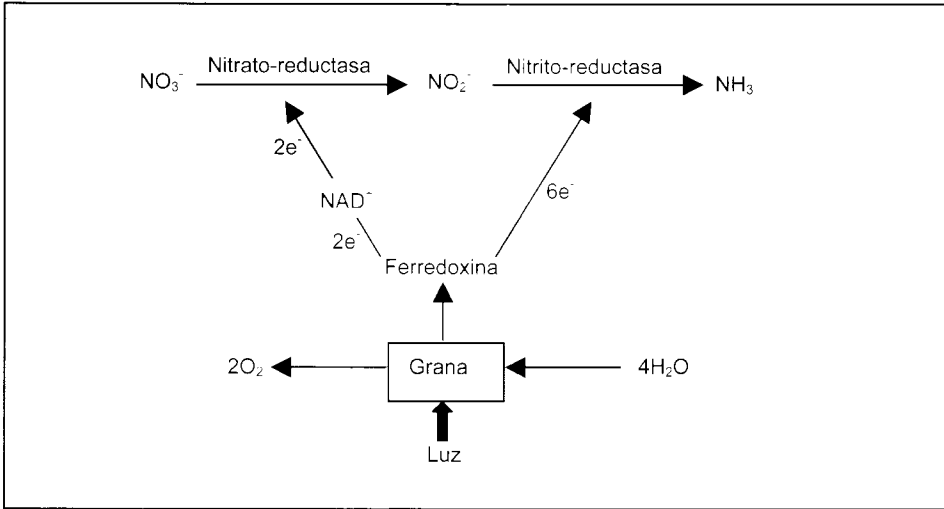 Nitrato-reductasa
Nitrito-reductasa
NO₃⁻
NO₂⁻
NH₃
2e⁻
NAD⁺
6e⁻
2e⁻
Ferredoxina
2O₂
Grana
4H₂O
Luz